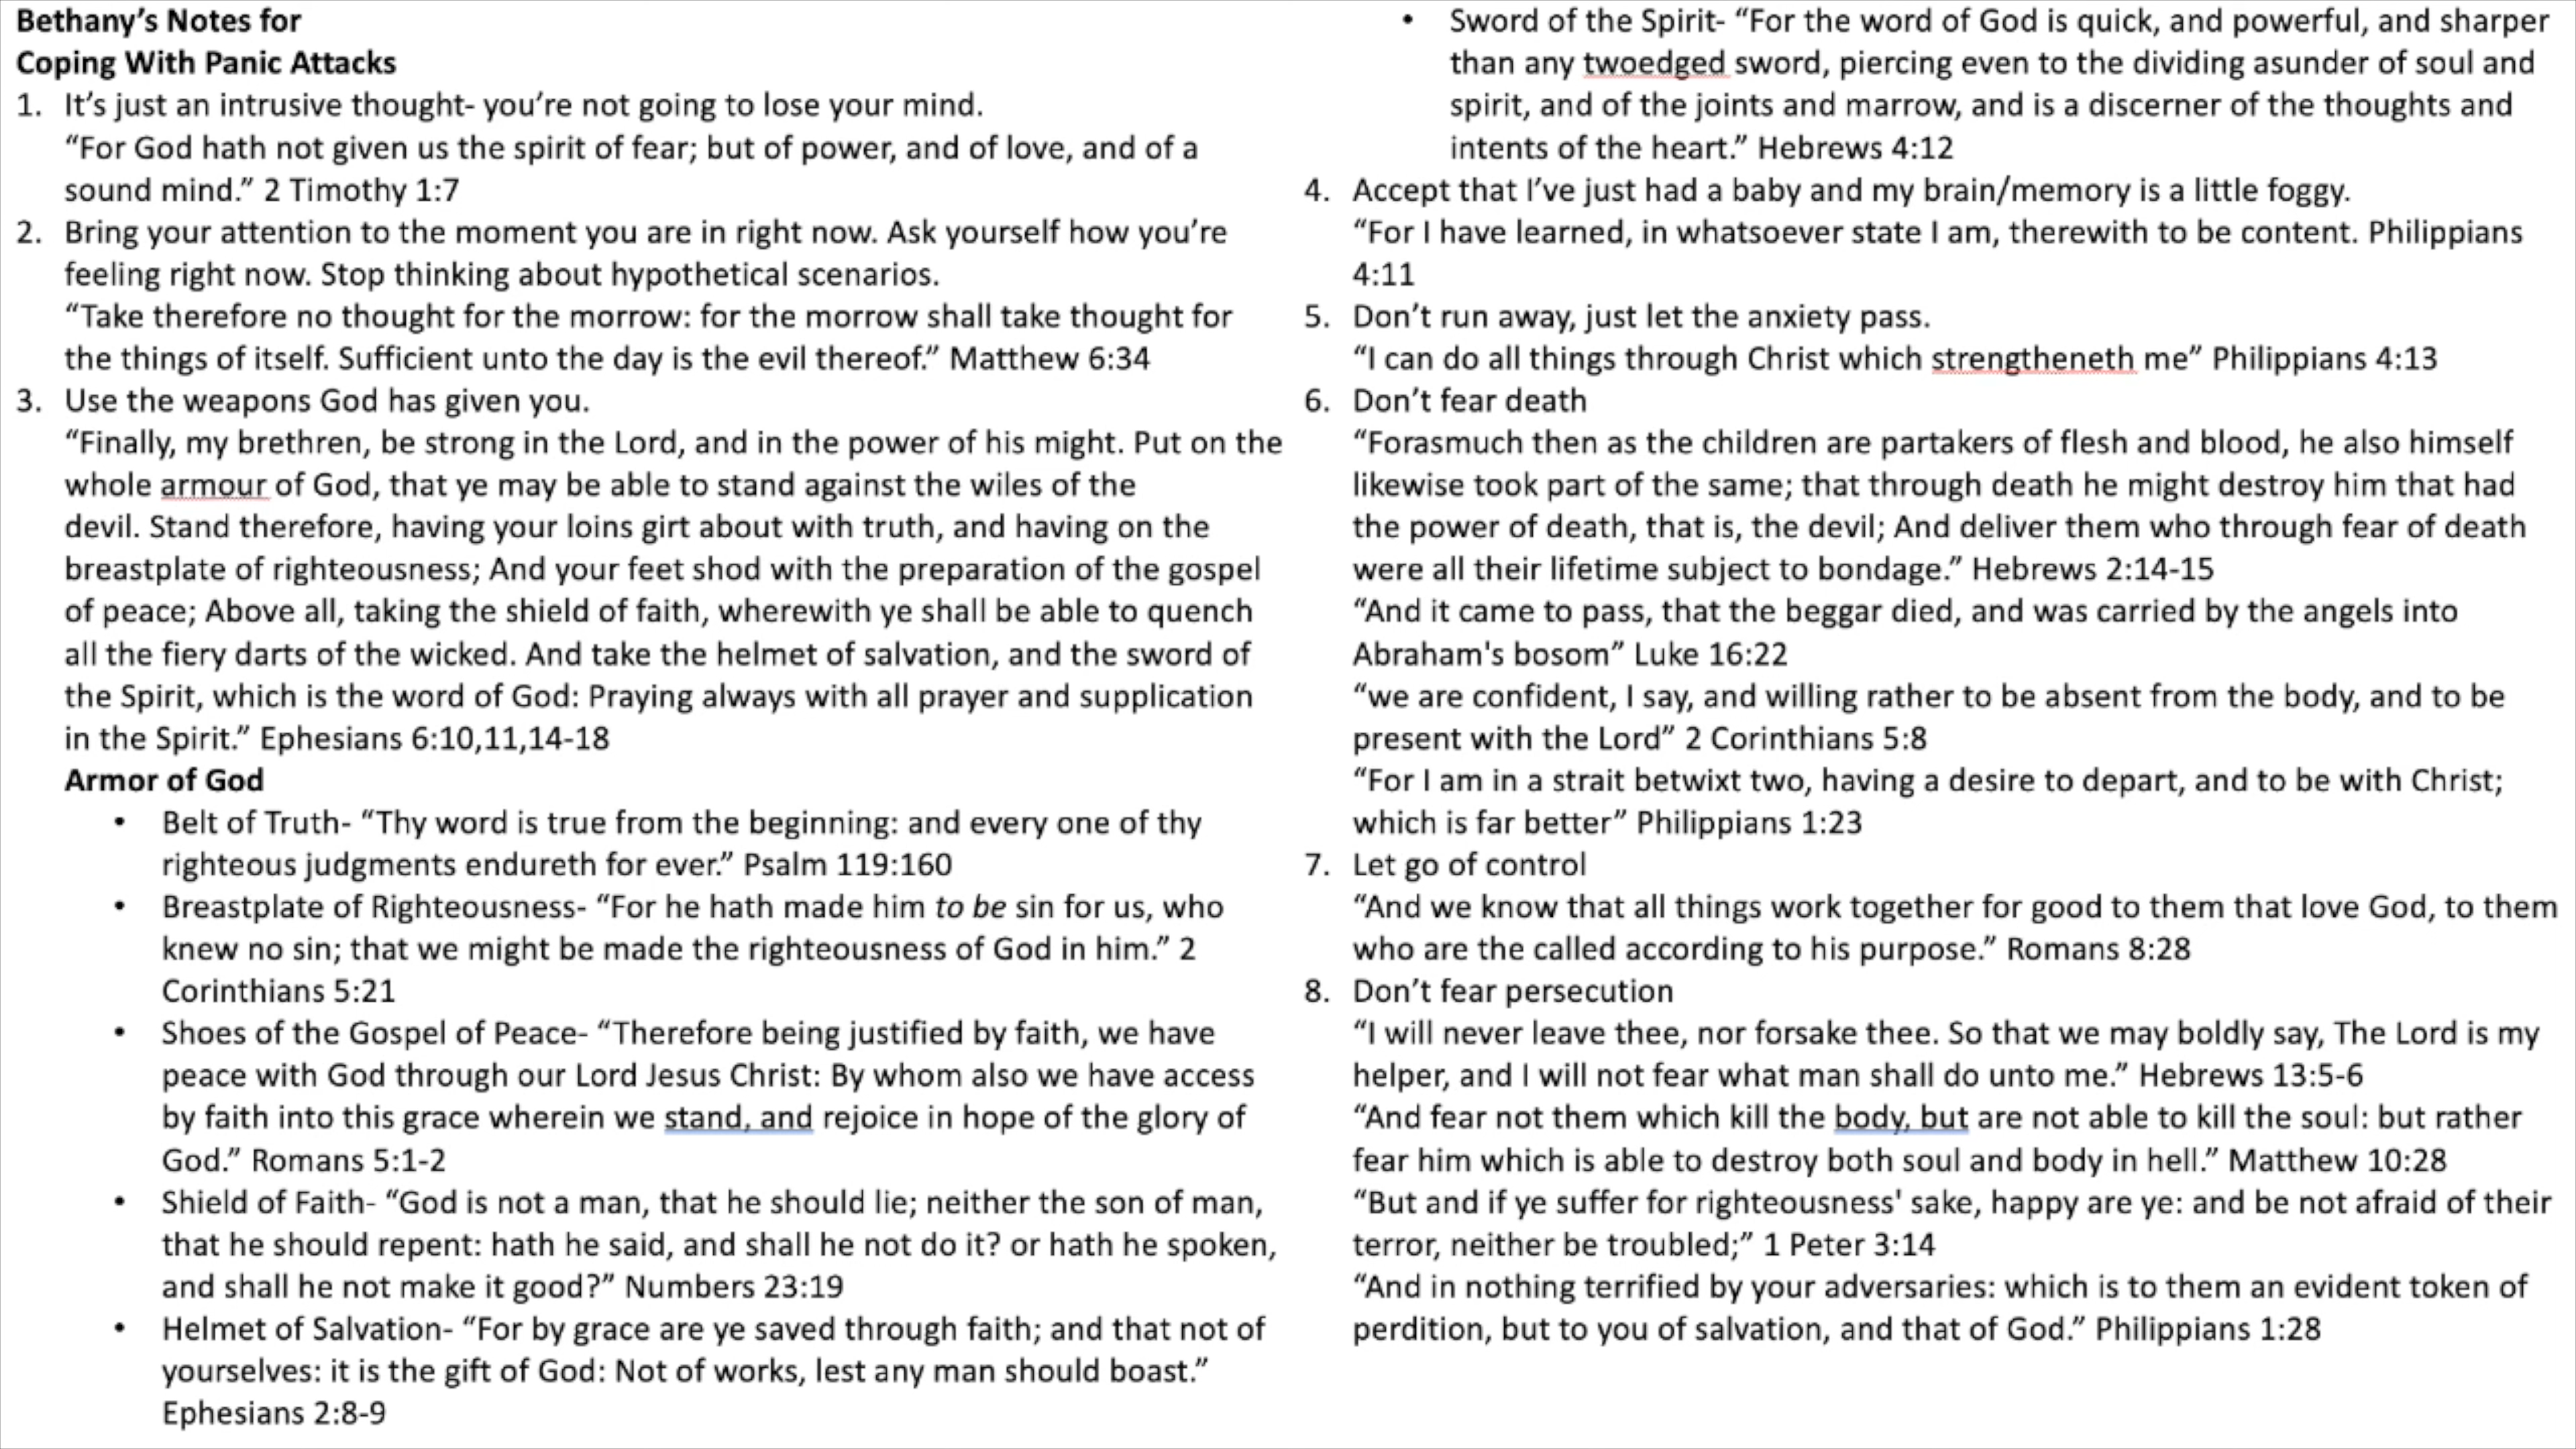 Bethany’s Notes for
Coping With Panic Attacks
1. It’s just an intrusive thought- you’re not going to lose your mind.
“For God hath not given us the spirit of fear; but of power, and of love, and of a
sound mind.” 2 Timothy 1:7
2. Bring your attention to the moment you are in right now. Ask yourself how you’re
feeling right now. Stop thinking about hypothetical scenarios.
“Take therefore no thought for the morrow: for the morrow shall take thought for
the things of itself. Sufficient unto the day is the evil thereof.” Matthew 6:34
3. Use the weapons God has given you.
“Finally, my brethren, be strong in the Lord, and in the power of his might. Put on the
whole armour of God, that ye may be able to stand against the wiles of the
devil. Stand therefore, having your loins girt about with truth, and having on the
breastplate of righteousness; And your feet shod with the preparation of the gospel
of peace; Above all, taking the shield of faith, wherewith ye shall be able to quench
all the fiery darts of the wicked. And take the helmet of salvation, and the sword of
the Spirit, which is the word of God: Praying always with all prayer and supplication
in the Spirit.” Ephesians 6:10,11,14-18
Armor of God
• Belt of Truth- “Thy word is true from the beginning: and every one of thy
righteous judgments endureth for ever.” Psalm 119:160
• Breastplate of Righteousness- “For he hath made him to be sin for us, who
knew no sin; that we might be made the righteousness of God in him.” 2
Corinthians 5:21
• Shoes of the Gospel of Peace- “Therefore being justified by faith, we have
peace with God through our Lord Jesus Christ: By whom also we have access
by faith into this grace wherein we stand, and rejoice in hope of the glory of
God.” Romans 5:1-2
• Shield of Faith- “God is not a man, that he should lie; neither the son of man,
that he should repent: hath he said, and shall he not do it? or hath he spoken,
and shall he not make it good?” Numbers 23:19
• Helmet of Salvation- “For by grace are ye saved through faith; and that not of
yourselves: it is the gift of God: Not of works, lest any man should boast.”
Ephesians 2:8-9
• Sword of the Spirit- “For the word of God is quick, and powerful, and sharper
than any twoedged sword, piercing even to the dividing asunder of soul and
spirit, and of the joints and marrow, and is a discerner of the thoughts and
intents of the heart.” Hebrews 4:12
4. Accept that I’ve just had a baby and my brain/memory is a little foggy.
“For I have learned, in whatsoever state I am, therewith to be content. Philippians
4:11
5. Don’t run away, just let the anxiety pass.
“I can do all things through Christ which strengtheneth me” Philippians 4:13
6. Don’t fear death
“Forasmuch then as the children are partakers of flesh and blood, he also himself
likewise took part of the same; that through death he might destroy him that had
the power of death, that is, the devil; And deliver them who through fear of death
were all their lifetime subject to bondage.” Hebrews 2:14-15
“And it came to pass, that the beggar died, and was carried by the angels into
Abraham's bosom” Luke 16:22
“we are confident, I say, and willing rather to be absent from the body, and to be
present with the Lord” 2 Corinthians 5:8
“For I am in a strait betwixt two, having a desire to depart, and to be with Christ;
which is far better” Philippians 1:23
7. Let go of control
“And we know that all things work together for good to them that love God, to them
who are the called according to his purpose.” Romans 8:28
8. Don’t fear persecution
“I will never leave thee, nor forsake thee. So that we may boldly say, The Lord is my
helper, and I will not fear what man shall do unto me.” Hebrews 13:5-6
“And fear not them which kill the body, but are not able to kill the soul: but rather
fear him which is able to destroy both soul and body in hell.” Matthew 10:28
“But and if ye suffer for righteousness' sake, happy are ye: and be not afraid of their
terror, neither be troubled;” 1 Peter 3:14
“And in nothing terrified by your adversaries: which is to them an evident token of
perdition, but to you of salvation, and that of God.” Philippians 1:28